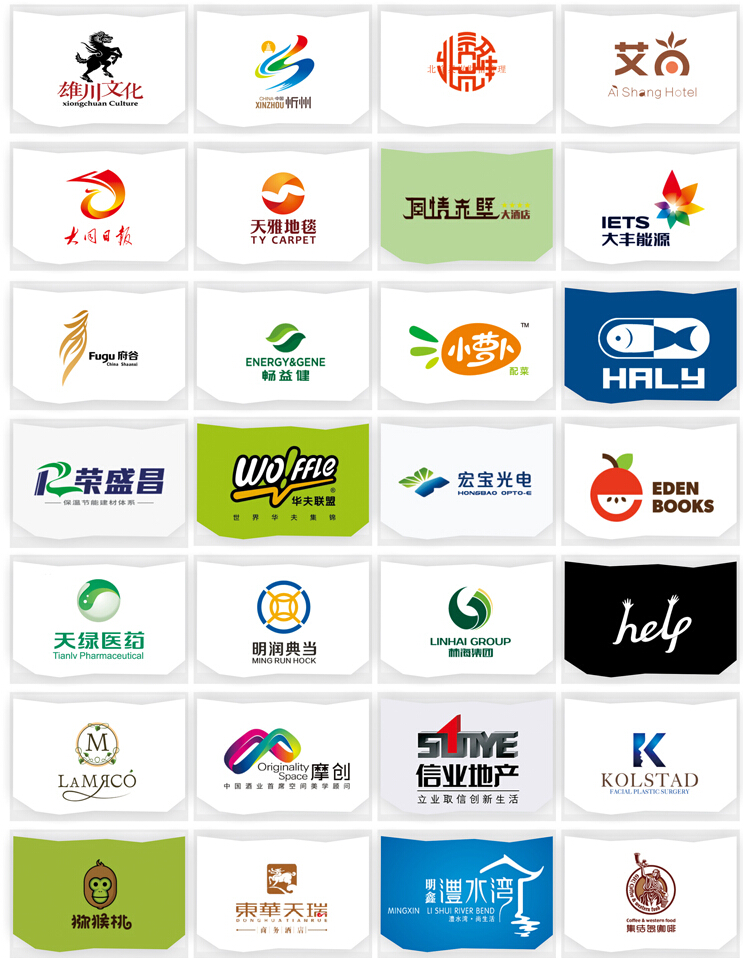 雄川文化
xiongchuan Culture
CHINA·中国
XINZHOU 忻州
艾尚
Ai Shang Hotel
大同日报
天雅地毯
TY CARPET
风情赤壁
大酒店
IETS
大丰能源
Fugu 府谷
China Shaanxi
ENERGY&GENE
畅益健
小萝卜
TM
配菜
HALY
荣盛昌
保温节能建材体系
WOFFLE
®
华夫联盟
世界华夫集锦
宏宝光电
HONGBAO OPTO-E
EDEN
BOOKS
天绿医药
Tianlv Pharmaceutical
明润典当
MING RUN HOCK
LINHAI GROUP
林海集团
help
M
LAMЯCÓ
Originality
Space 摩创
中国酒业首席空间美学顾问
SUNYE
信业地产
立业取信创新生活
K
KOLSTAD
FACIAL PLASTIC SURGERY
猕猴桃
東華天瑞
DONGHUATIANRUI
商务酒店
明鑫
澧水湾
MINGXIN LI SHUI RIVER BEND
澧水湾·尚生活
Coffee & western food
集结号咖啡